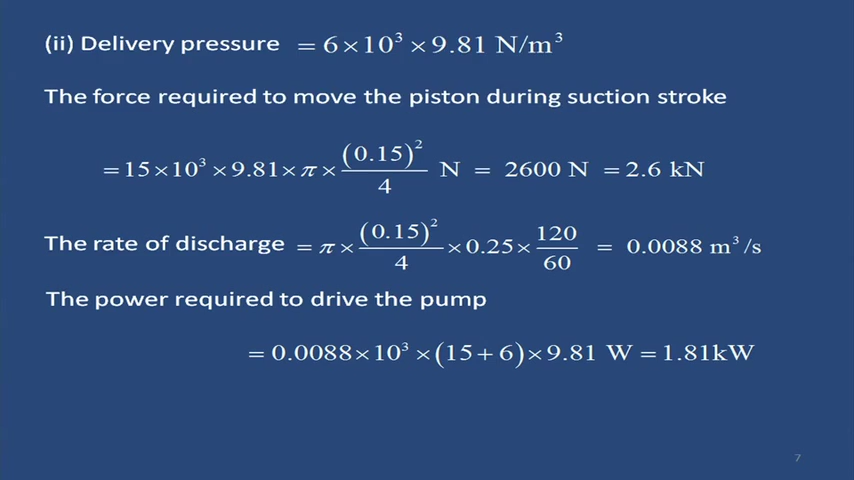 (ii) Delivery pressure = 6 × 10³ × 9.81 N/m³
The force required to move the piston during suction stroke
= 15 × 10³ × 9.81 × π × (0.15)²/4 N = 2600 N = 2.6 kN
The rate of discharge = π × (0.15)²/4 × 0.25 × 120/60 = 0.0088 m³/s
The power required to drive the pump
= 0.0088 × 10³ × (15 + 6) × 9.81 W = 1.81kW
7